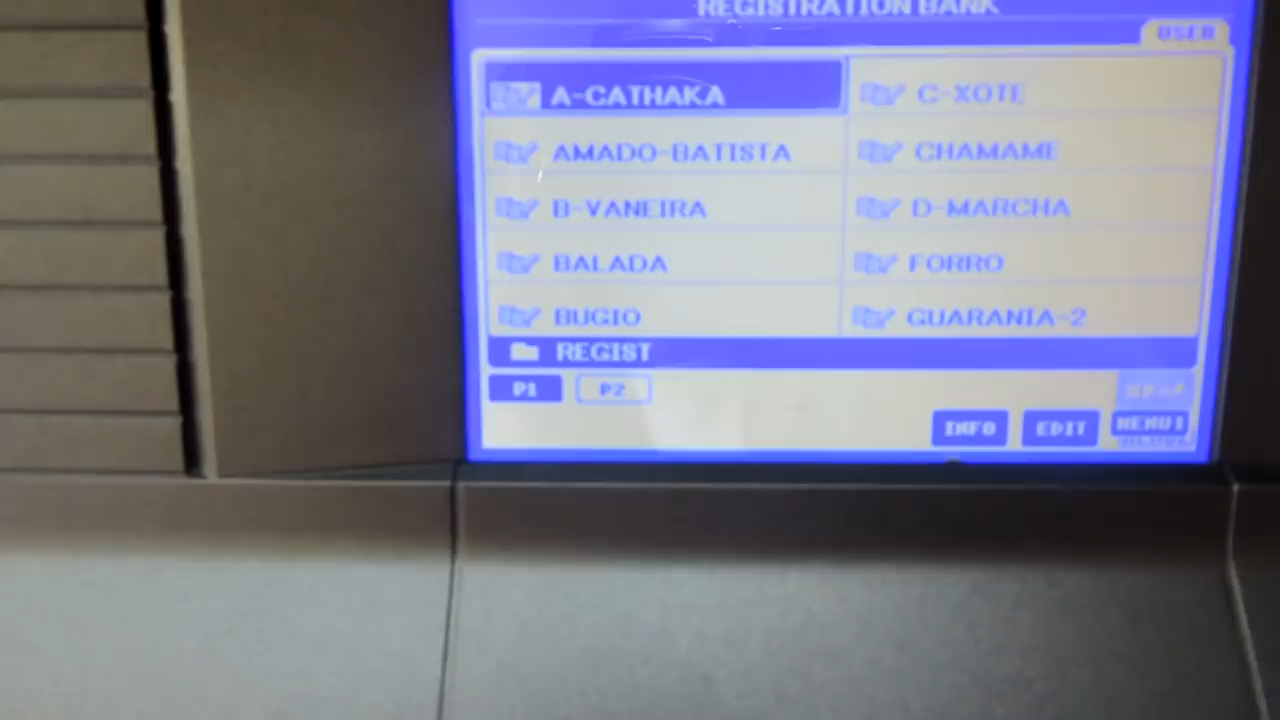 REGISTRATION BANK
USER
A-CATHAKA
C-XOTE
AMADO-BATISTA
CHAMAME
B-VANEIRA
D-MARCHA
BALADA
FORRO
BUGIO
GUARANIA-2
REGIST
P1 P2
INFO EDIT MENU1